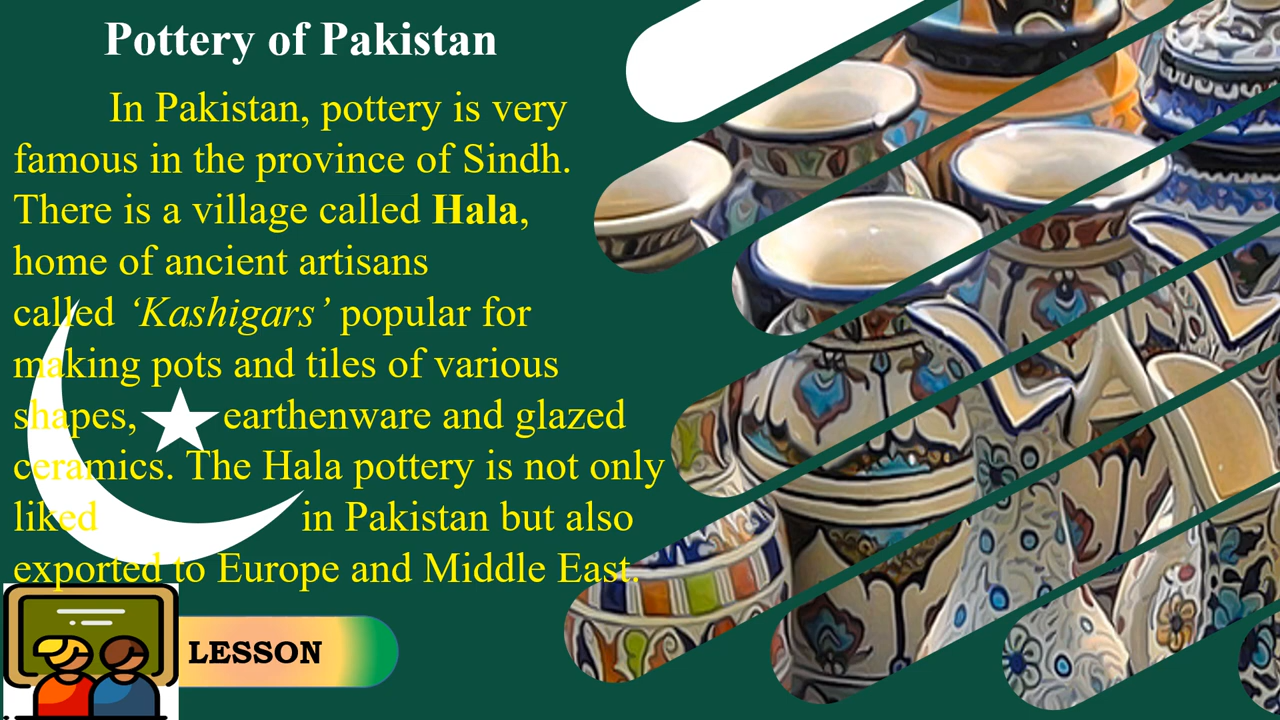 Pottery of Pakistan
In Pakistan, pottery is very
famous in the province of Sindh.
There is a village called Hala,
home of ancient artisans
called ‘Kashigars’ popular for
making pots and tiles of various
shapes, earthenware and glazed
ceramics. The Hala pottery is not only
liked in Pakistan but also
exported to Europe and Middle East.
LESSON